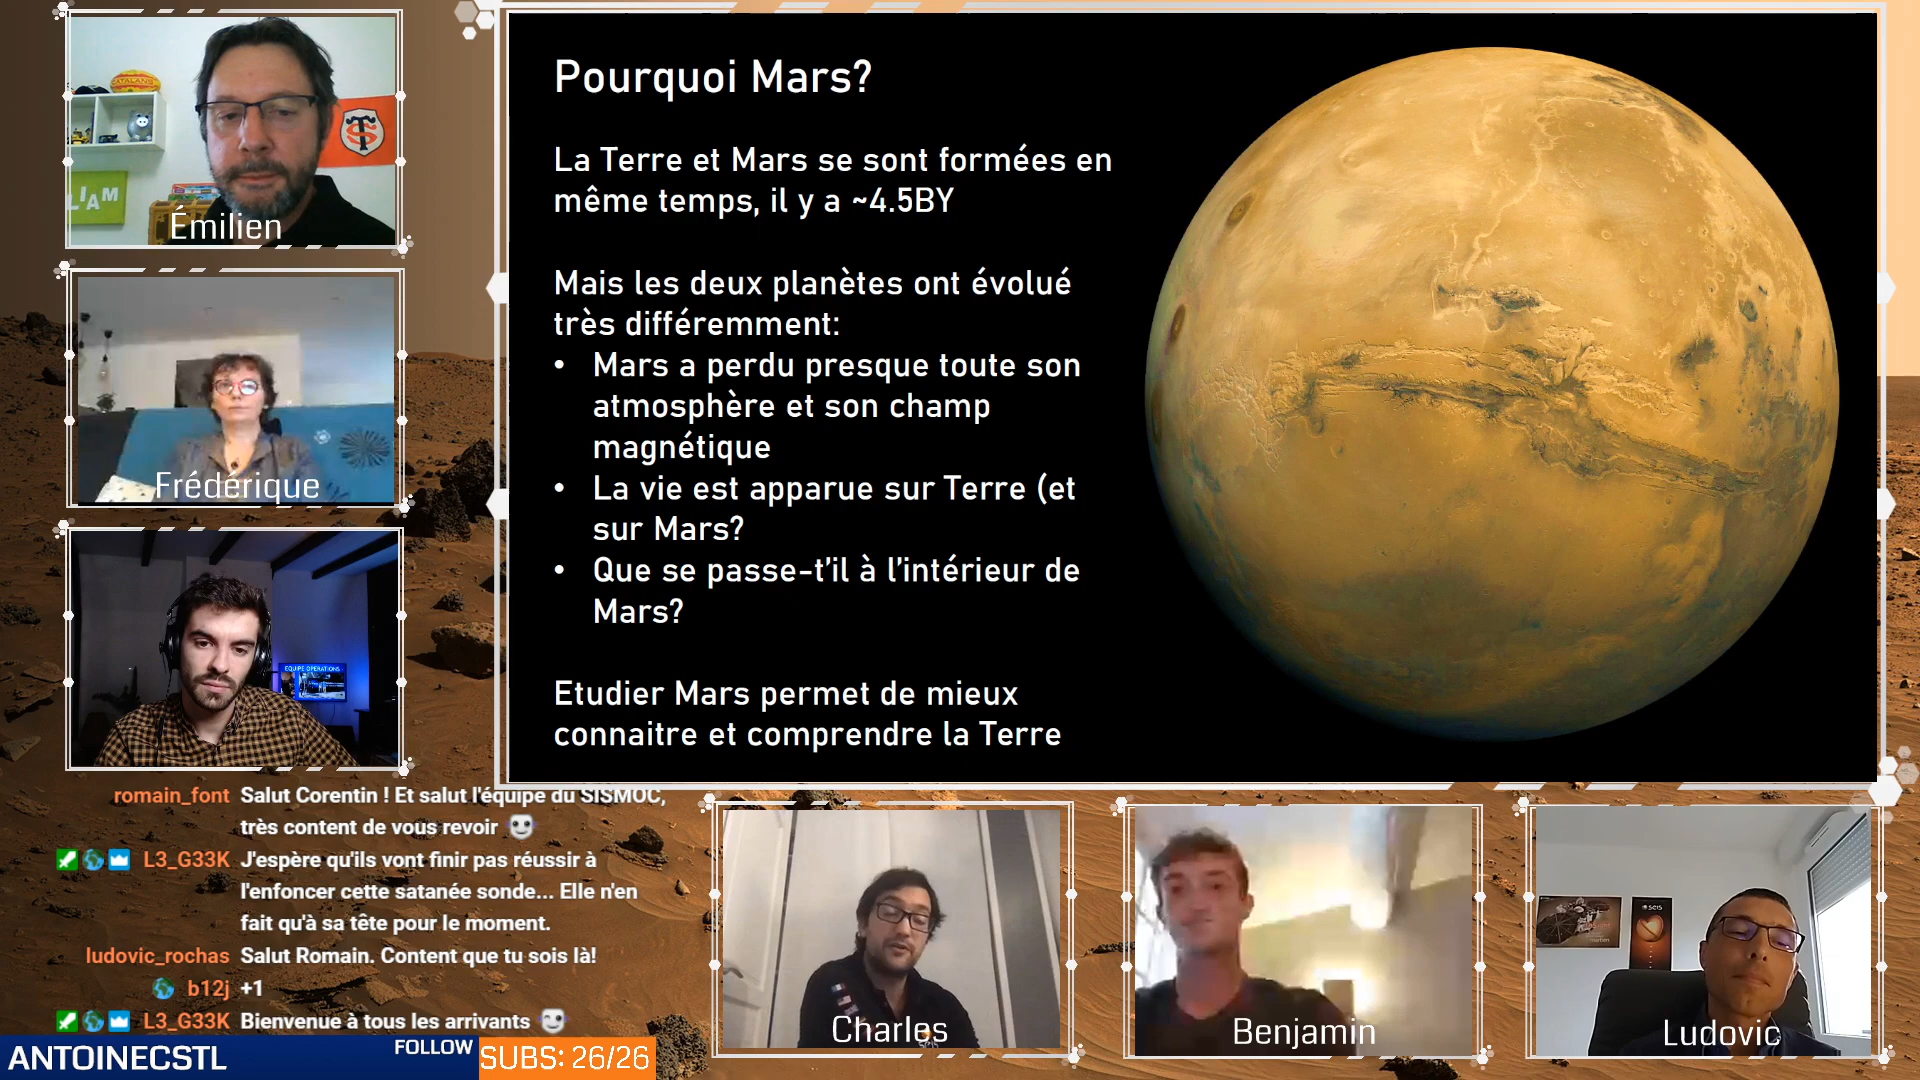 Pourquoi Mars?
La Terre et Mars se sont formées en
même temps, il y a ~4.5BY
Mais les deux planètes ont évolué
très différemment:
• Mars a perdu presque toute son
atmosphère et son champ
magnétique
• La vie est apparue sur Terre (et
sur Mars?
• Que se passe-t'il à l'intérieur de
Mars?
Etudier Mars permet de mieux
connaitre et comprendre la Terre
CATALANS
LIAM
Émilien
Frédérique
EQUIPE OPERATIONS
romain_font Salut Corentin ! Et salut l'équipe du SISMOC,
très content de vous revoir
L3_G33K J'espère qu'ils vont finir pas réussir à
l'enfoncer cette satanée sonde... Elle n'en
fait qu'à sa tête pour le moment.
ludovic_rochas Salut Romain. Content que tu sois là!
b12j +1
L3_G33K Bienvenue à tous les arrivants
ANTOINECSTL
FOLLOW
SUBS: 26/26
Charles
Benjamin
seis
Ludovic